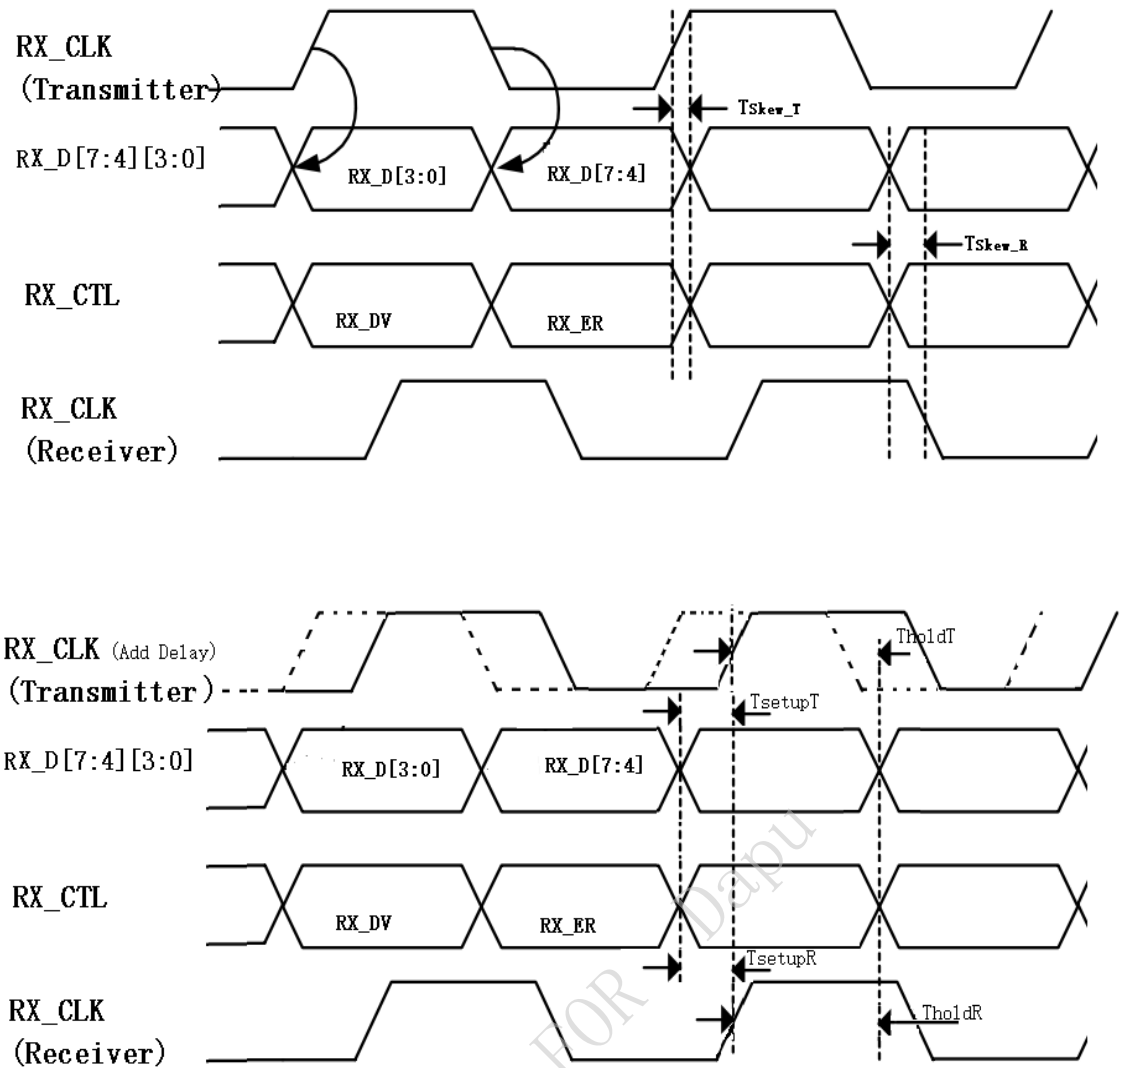 RX_CLK
(Transmitter)
TSkew_T
RX_D[7:4][3:0]
RX_D[3:0]
RX_D[7:4]
TSkew_R
RX_CTL
RX_DV
RX_ER
RX_CLK
(Receiver)
RX_CLK (Add Delay)
(Transmitter)
TholdT
TsetupT
RX_D[7:4][3:0]
RX_D[3:0]
RX_D[7:4]
RX_CTL
RX_DV
RX_ER
TsetupR
RX_CLK
(Receiver)
TholdR
FOR Dapu